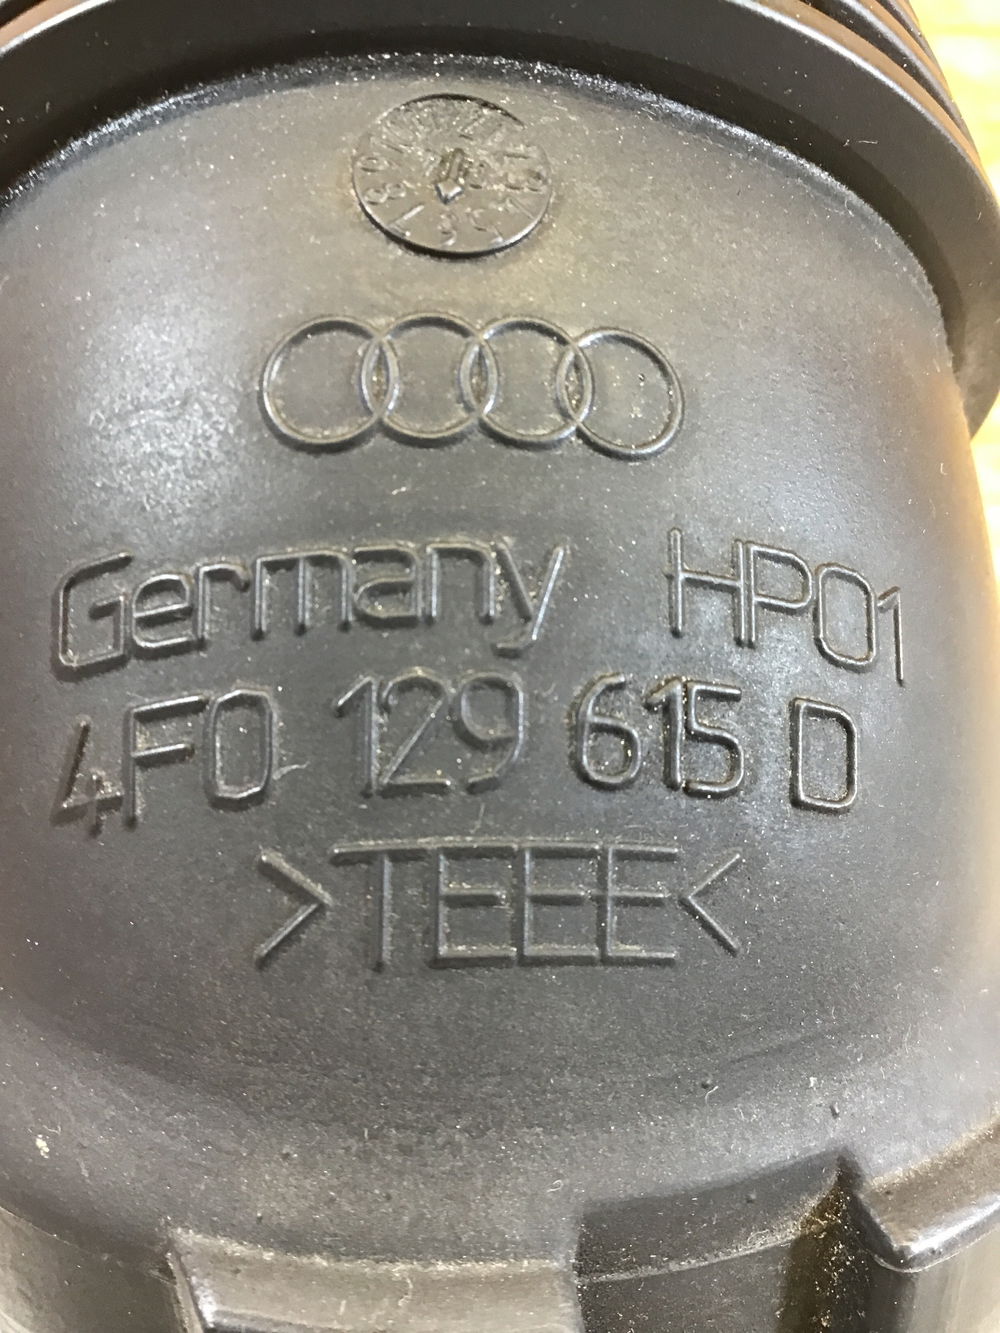 Germany HP01
4F0 129 615 D
>TEEE<